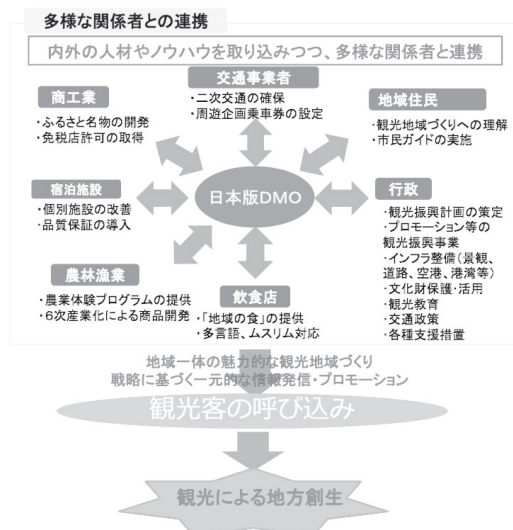 多様な関係者との連携
内外の人材やノウハウを取り込みつつ、多様な関係者と連携
交通事業者
・二次交通の確保
・周遊企画乗車券の設定
商工業
・ふるさと名物の開発
・免税店許可の取得
地域住民
・観光地域づくりへの理解
・市民ガイドの実施
宿泊施設
・個別施設の改善
・品質保証の導入
日本版DMO
行政
・観光振興計画の策定
・プロモーション等の
観光振興事業
・インフラ整備(景観、
道路、空港、港湾等)
・文化財保護・活用
・観光教育
・交通政策
・各種支援措置
農林漁業
・農業体験プログラムの提供
・6次産業化による商品開発
飲食店
・「地域の食」の提供
・多言語、ムスリム対応
地域一体の魅力的な観光地域づくり
戦略に基づく一元的な情報発信・プロモーション
観光客の呼び込み
観光による地方創生